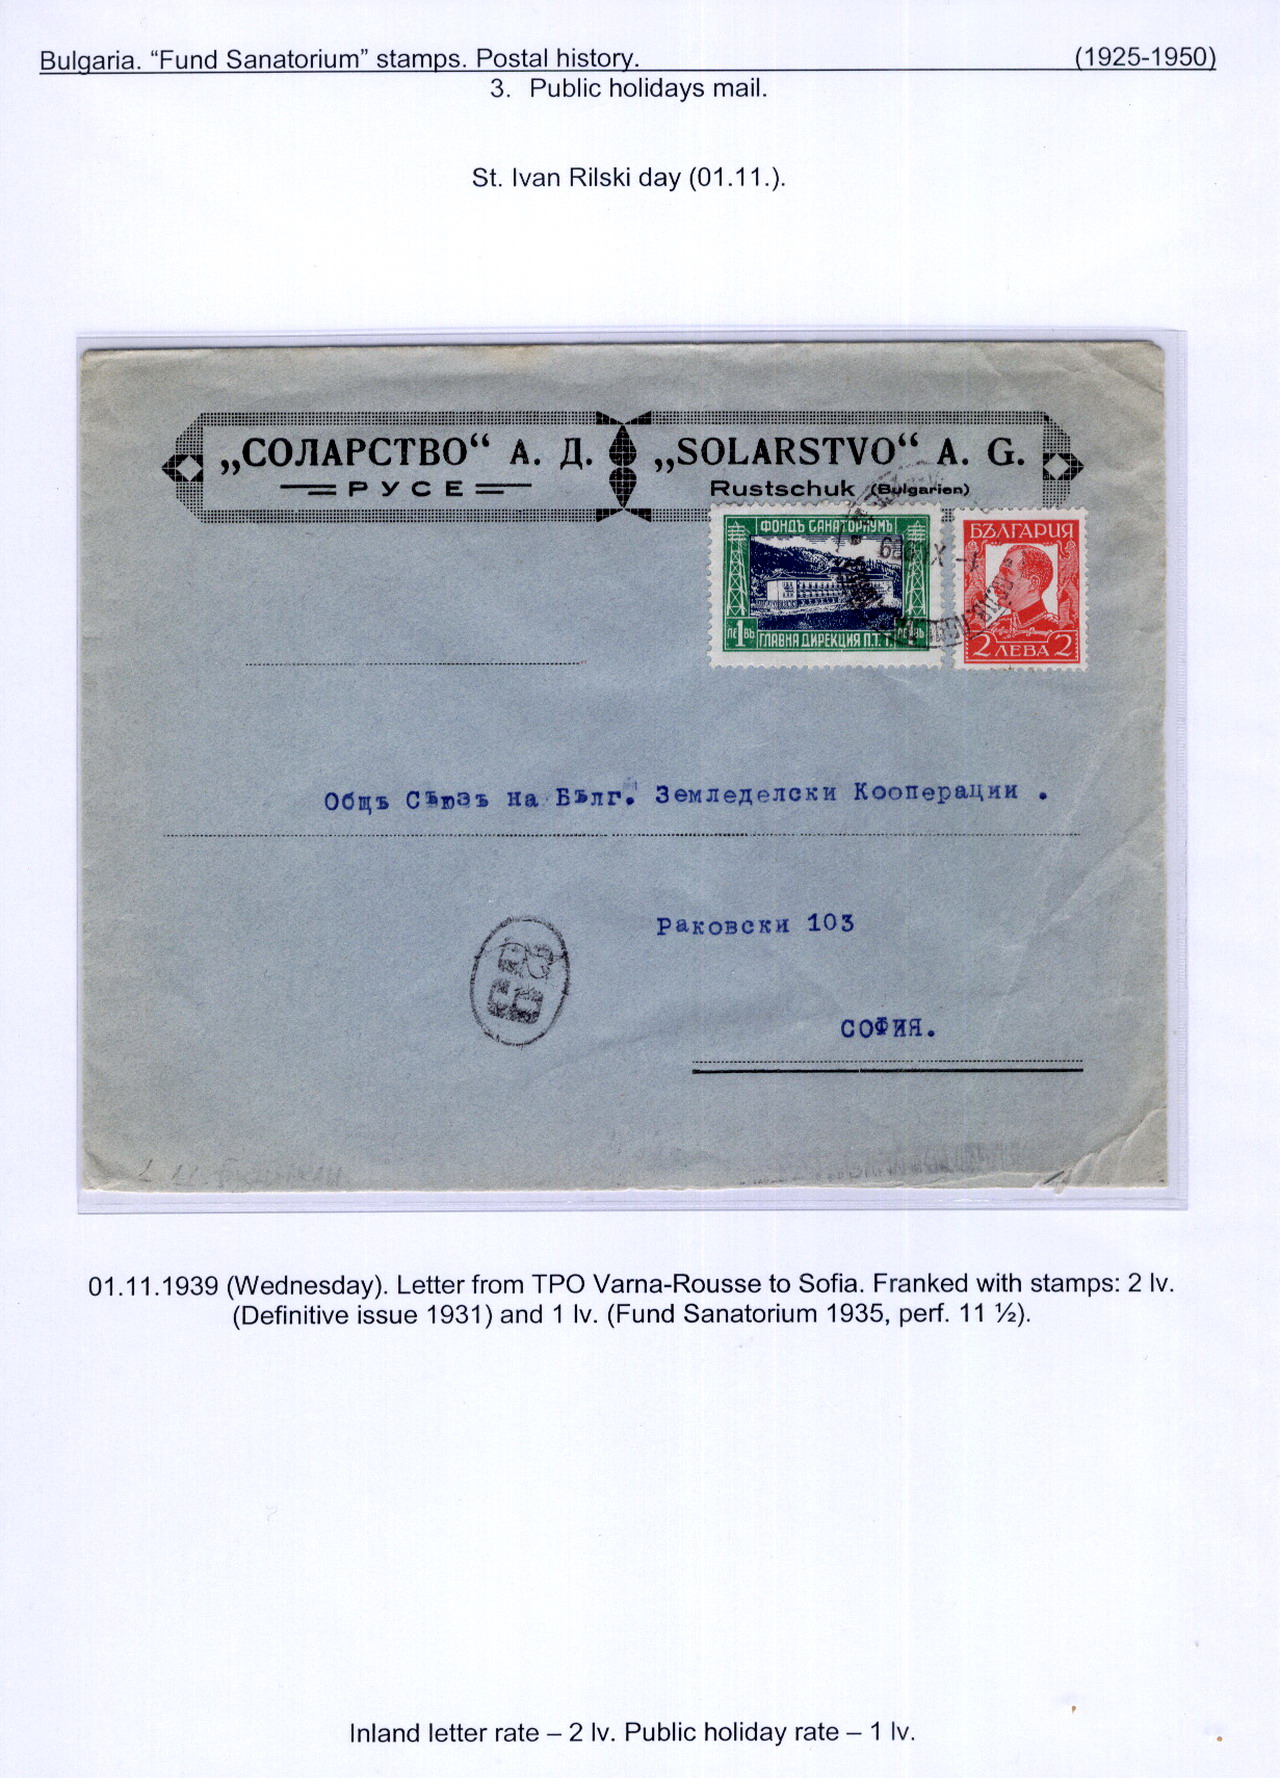 Bulgaria. “Fund Sanatorium” stamps. Postal history. (1925-1950)
3. Public holidays mail.
St. Ivan Rilski day (01.11.).
„СОЛАРСТВО“ А. Д.
РУСЕ
„SOLARSTVO“ A. G.
Rustschuk (Bulgarien)
ФОНДЪ САНАТОРИУМЪ
1
ЛЕВЪ
ГЛАВНА ДИРЕКЦИЯ П.Т.Т.
БЪЛГАРИЯ
2 ЛЕВА 2
Общъ Съюзъ на Бълг. Земледелски Кооперации .
Раковски 103
СОФИЯ.
01.11.1939 (Wednesday). Letter from TPO Varna-Rousse to Sofia. Franked with stamps: 2 lv.
(Definitive issue 1931) and 1 lv. (Fund Sanatorium 1935, perf. 11 ½).
Inland letter rate – 2 lv. Public holiday rate – 1 lv.